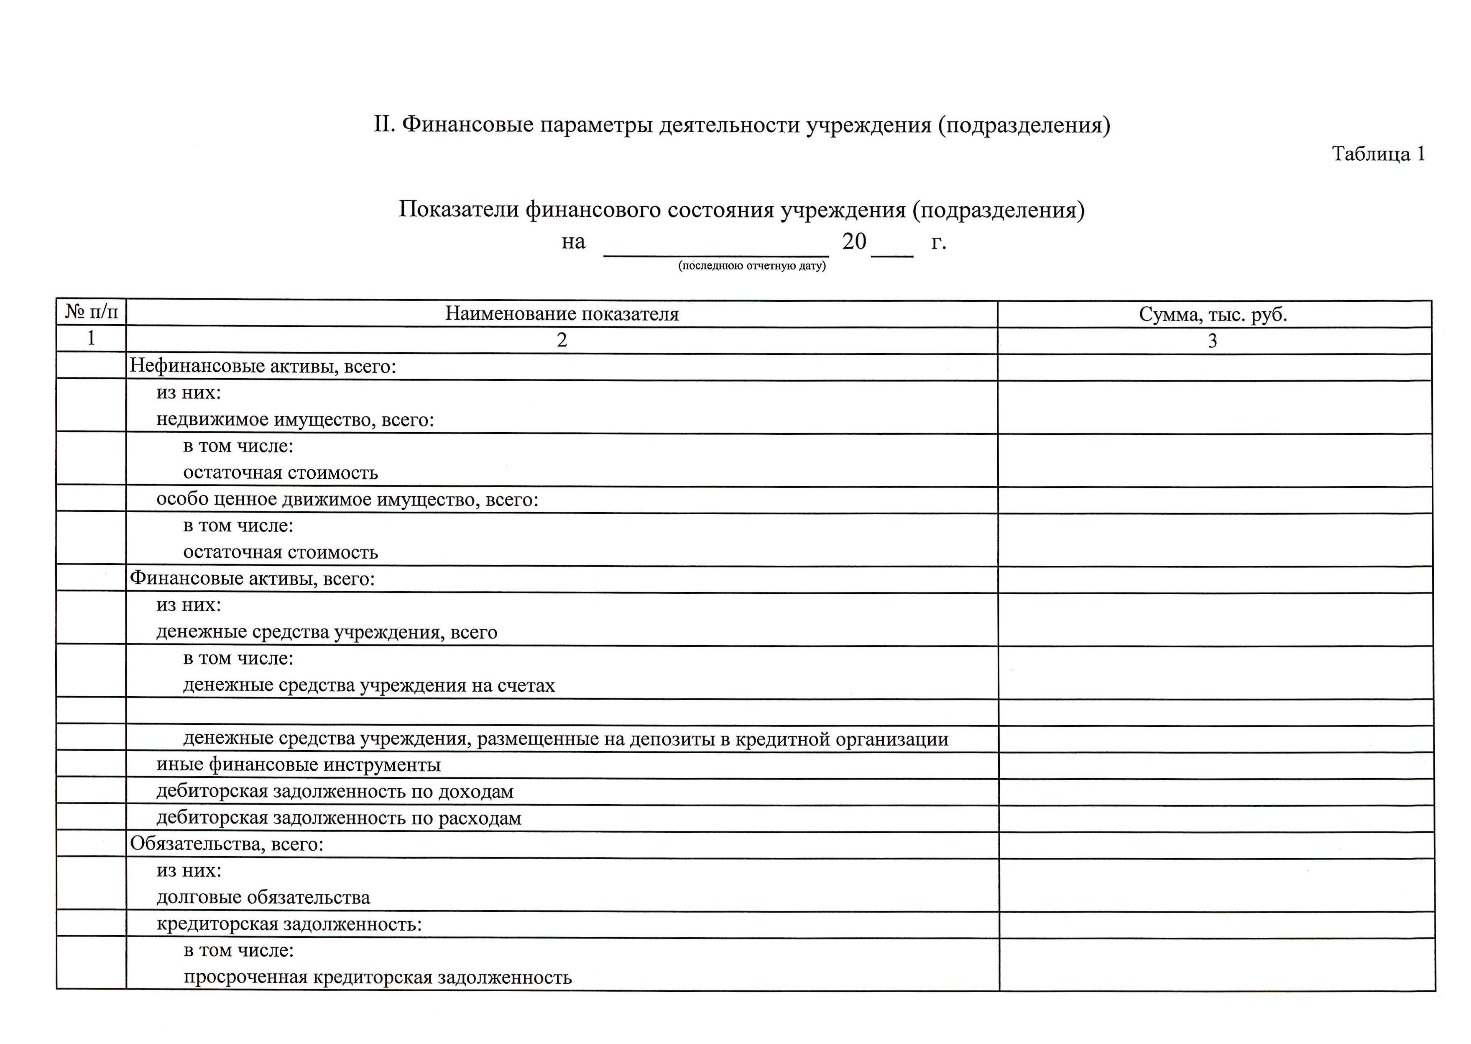 II. Финансовые параметры деятельности учреждения (подразделения)
Таблица 1
Показатели финансового состояния учреждения (подразделения)
на ____________ 20 ___ г.
(последнюю отчетную дату)
№ п/п Наименование показателя Сумма, тыс. руб.
1 2 3
Нефинансовые активы, всего:
из них:
недвижимое имущество, всего:
в том числе:
остаточная стоимость
особо ценное движимое имущество, всего:
в том числе:
остаточная стоимость
Финансовые активы, всего:
из них:
денежные средства учреждения, всего
в том числе:
денежные средства учреждения на счетах
денежные средства учреждения, размещенные на депозиты в кредитной организации
иные финансовые инструменты
дебиторская задолженность по доходам
дебиторская задолженность по расходам
Обязательства, всего:
из них:
долговые обязательства
кредиторская задолженность:
в том числе:
просроченная кредиторская задолженность